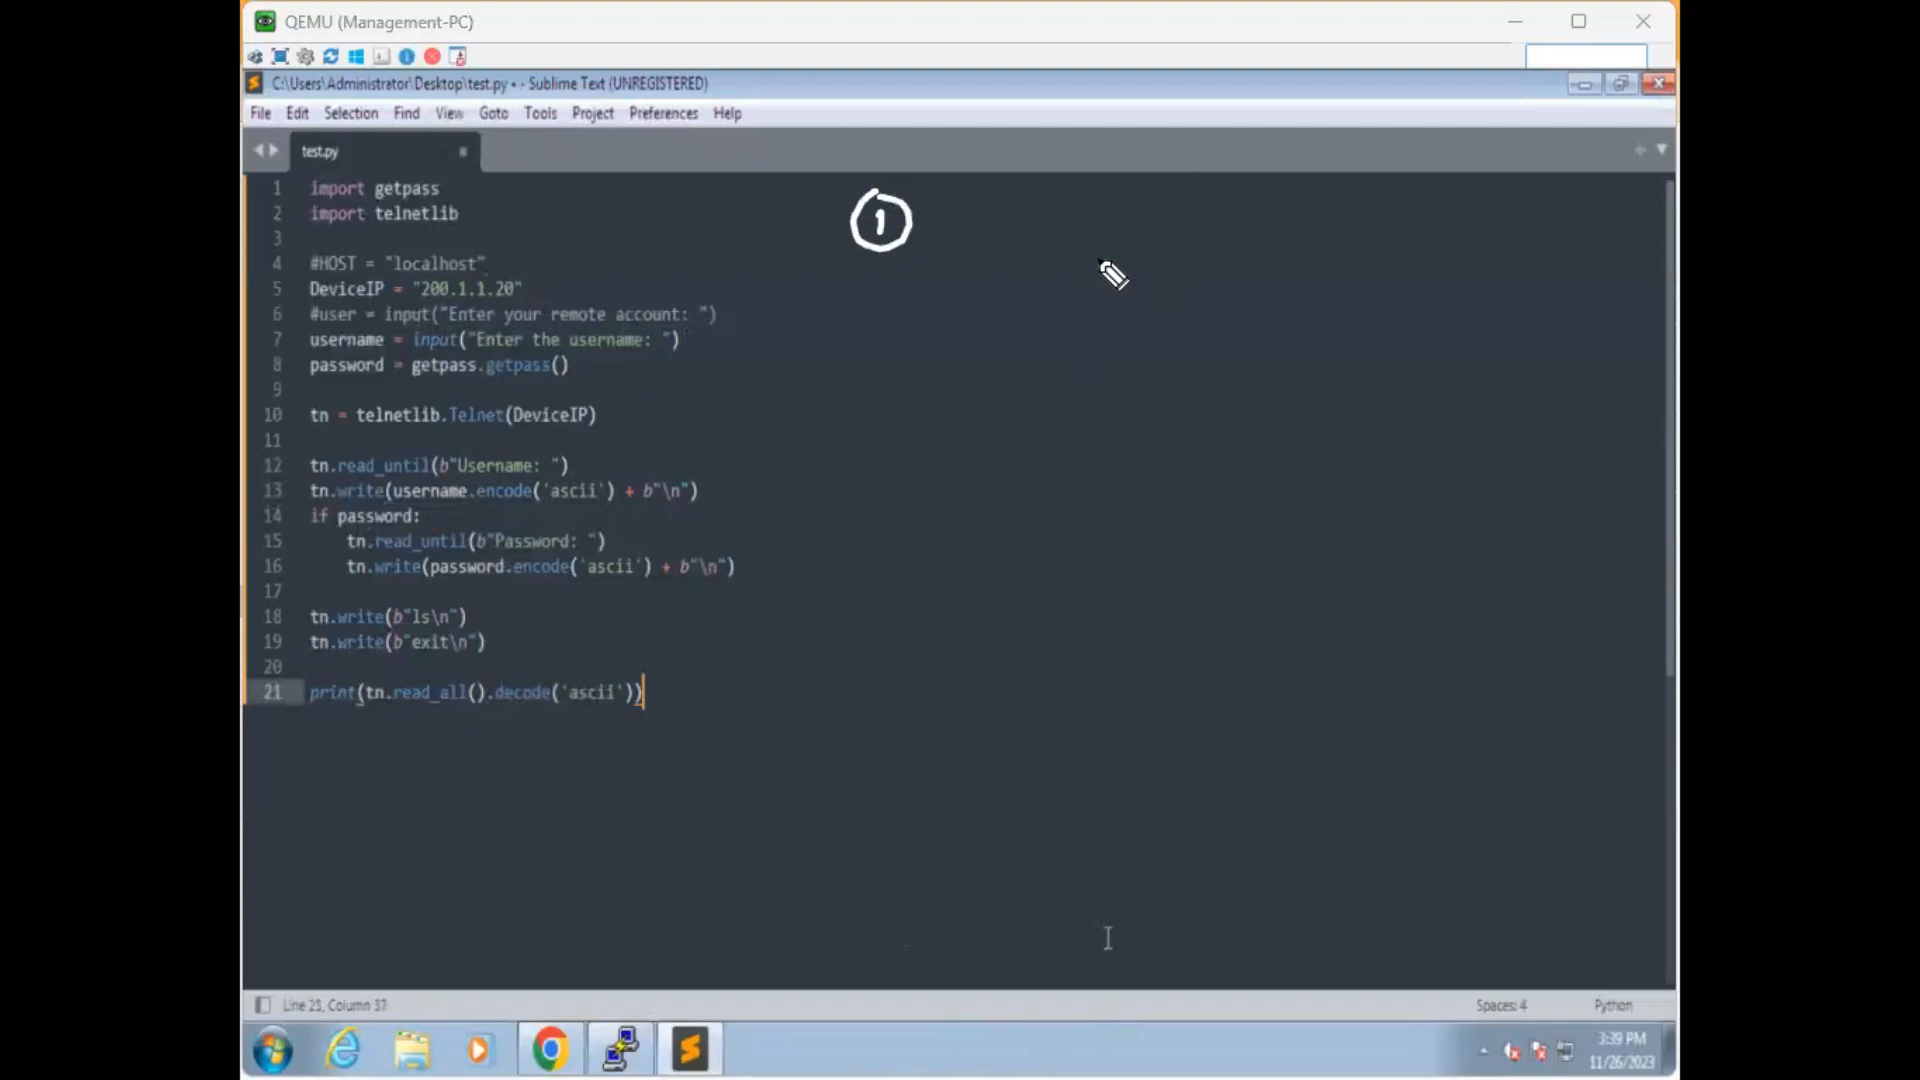 QEMU (Management-PC)
C:\Users\Administrator\Desktop\test.py • - Sublime Text (UNREGISTERED)
File Edit Selection Find View Goto Tools Project Preferences Help
test.py
1
1 import getpass
2 import telnetlib
3
4 #HOST = "localhost"
5 DeviceIP = "200.1.1.20"
6 #user = input("Enter your remote account: ")
7 username = input("Enter the username: ")
8 password = getpass.getpass()
9
10 tn = telnetlib.Telnet(DeviceIP)
11
12 tn.read_until(b"Username: ")
13 tn.write(username.encode('ascii') + b"\n")
14 if password:
15     tn.read_until(b"Password: ")
16     tn.write(password.encode('ascii') + b"\n")
17
18 tn.write(b"ls\n")
19 tn.write(b"exit\n")
20
21 print(tn.read_all().decode('ascii'))
Line 21, Column 37 Spaces: 4 Python
3:39 PM
11/26/2023